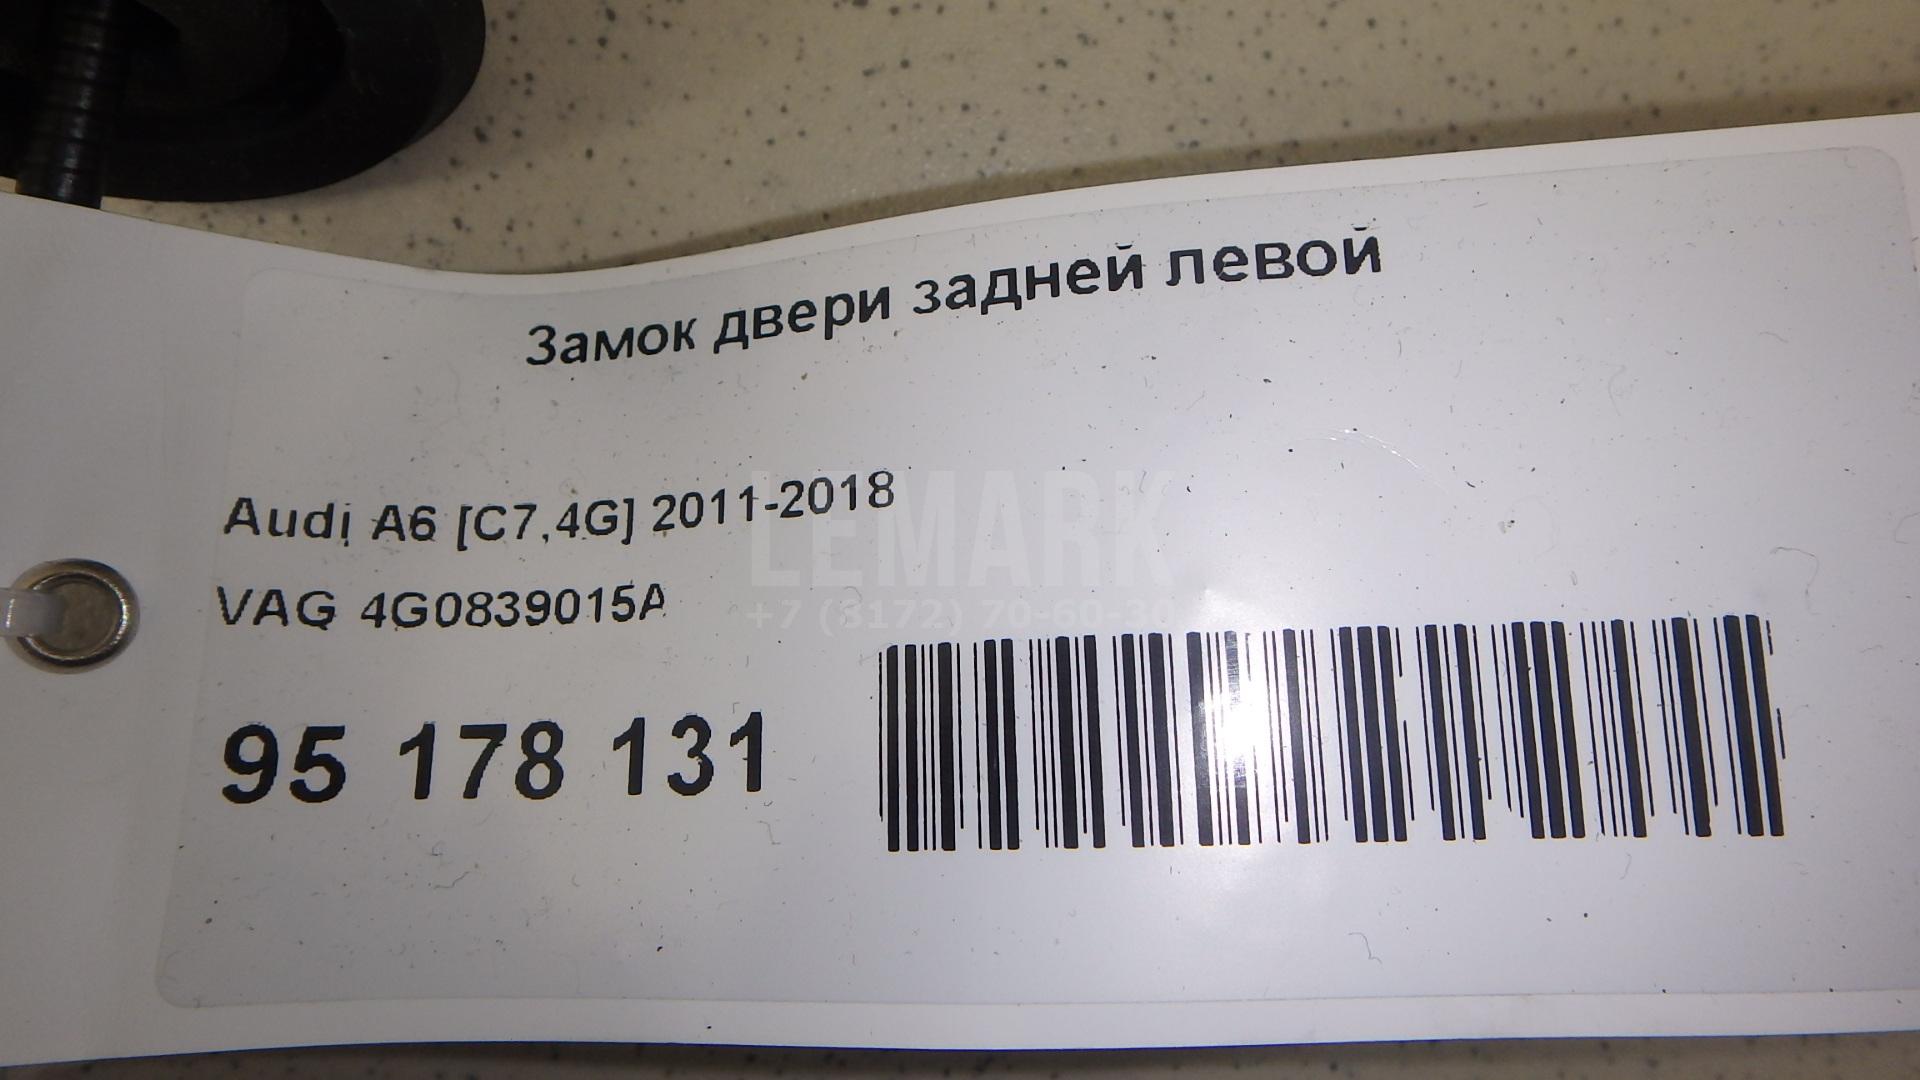 Замок двери задней левой
Audi A6 [C7,4G] 2011-2018
LEMARK
VAG 4G0839015A
+7 (8172) 70-60-30
95 178 131